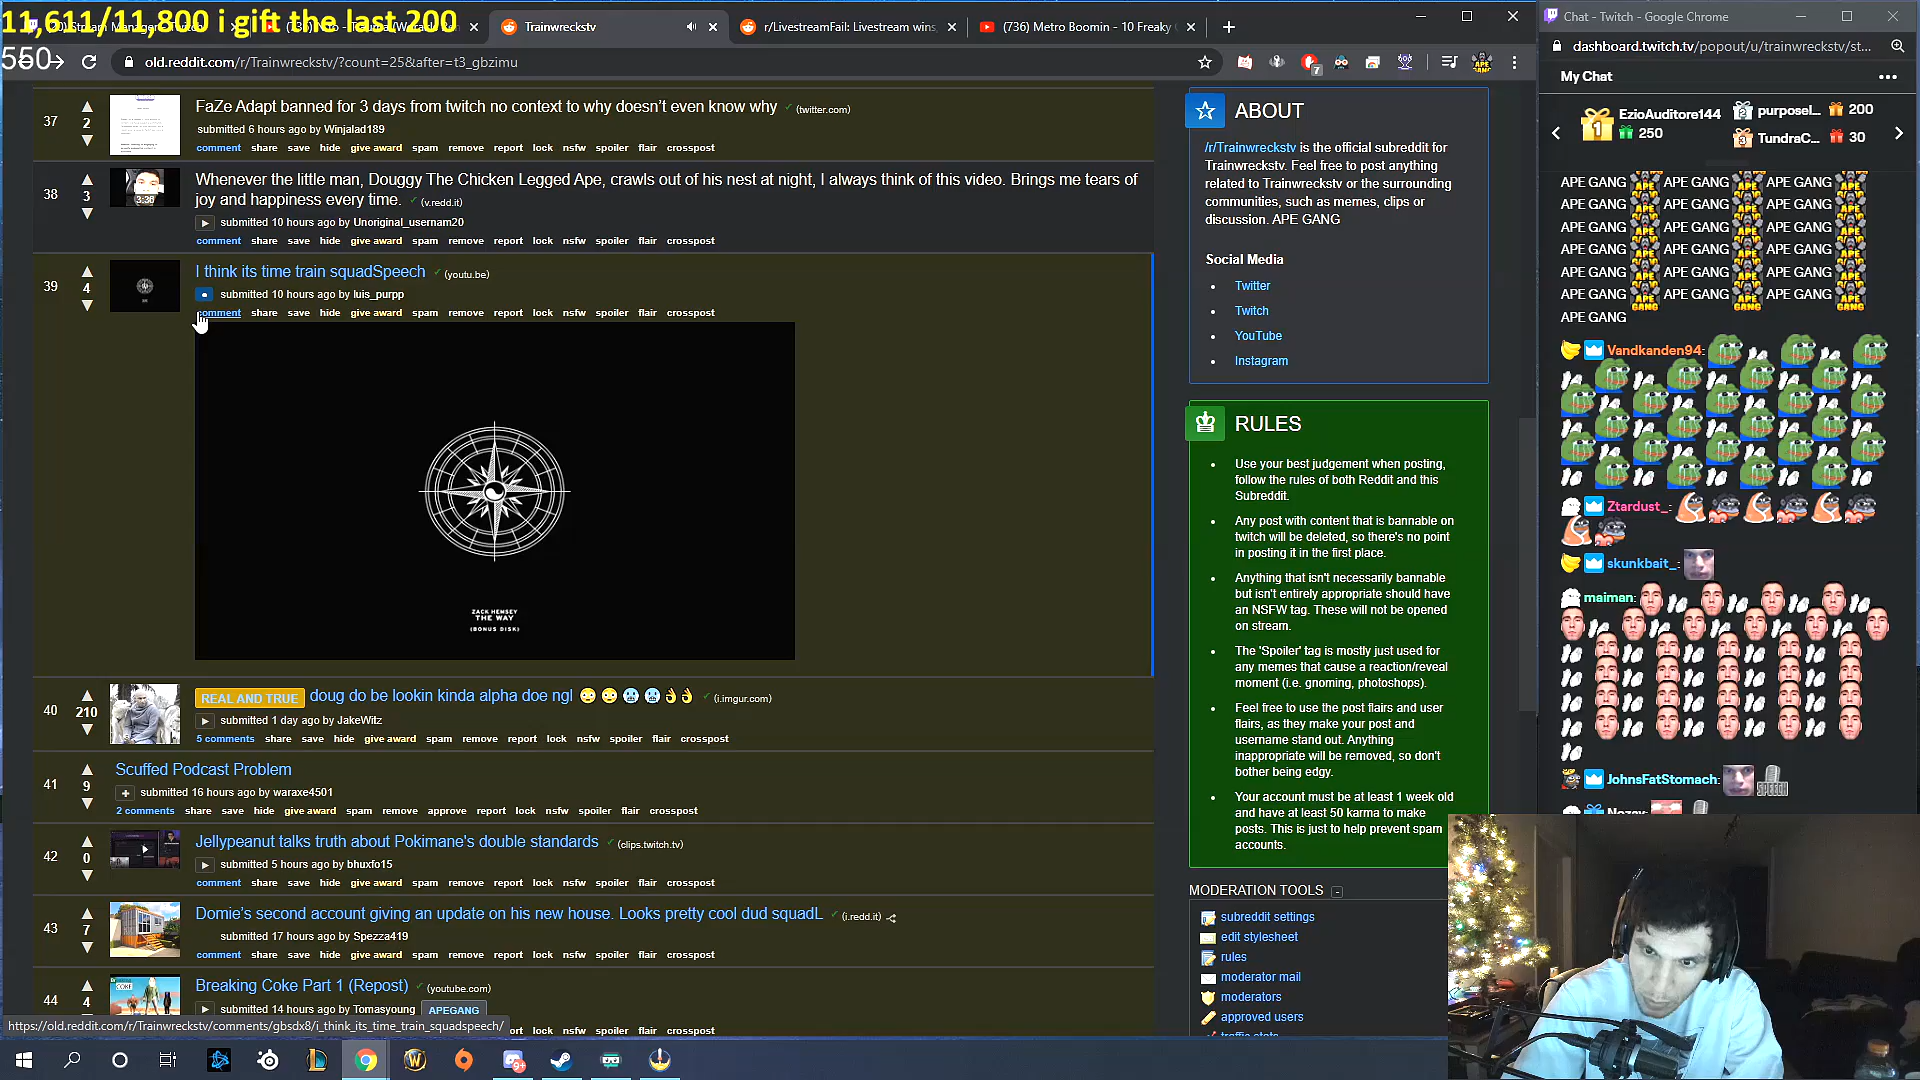 11,611/11,800 i gift the last 200
550
Trainwreckstv
r/LivestreamFail: Livestream wins,
(736) Metro Boomin - 10 Freaky
old.reddit.com/r/Trainwreckstv/?count=25&after=t3_gbzimu
7
37
2
FaZe Adapt banned for 3 days from twitch no context to why doesn't even know why (twitter.com)
submitted 6 hours ago by Winjalad189
comment share save hide give award spam remove report lock nsfw spoiler flair crosspost
38
3
3:36
Whenever the little man, Douggy The Chicken Legged Ape, crawls out of his nest at night, I always think of this video. Brings me tears of
joy and happiness every time. (v.redd.it)
submitted 10 hours ago by Unoriginal_usernam20
comment share save hide give award spam remove report lock nsfw spoiler flair crosspost
39
4
I think its time train squadSpeech (youtu.be)
submitted 10 hours ago by luis_purpp
comment share save hide give award spam remove report lock nsfw spoiler flair crosspost
ZACK HEMSEY
THE WAY
(BONUS DISK)
40
210
REAL AND TRUE doug do be lookin kinda alpha doe ngl 😳😳🥶🥶👌👌 (i.imgur.com)
submitted 1 day ago by JakeWitz
5 comments share save hide give award spam remove report lock nsfw spoiler flair crosspost
41
9
Scuffed Podcast Problem
submitted 16 hours ago by waraxe4501
2 comments share save hide give award spam remove approve report lock nsfw spoiler flair crosspost
42
0
Jellypeanut talks truth about Pokimane's double standards (clips.twitch.tv)
submitted 5 hours ago by bhuxfo15
comment share save hide give award spam remove report lock nsfw spoiler flair crosspost
43
7
Domie's second account giving an update on his new house. Looks pretty cool dud squadL (i.redd.it)
submitted 17 hours ago by Spezza419
comment share save hide give award spam remove report lock nsfw spoiler flair crosspost
44
4
COKE
Breaking Coke Part 1 (Repost) (youtube.com)
submitted 14 hours ago by Tomasyoung APEGANG
ort lock nsfw spoiler flair crosspost
https://old.reddit.com/r/Trainwreckstv/comments/gbsdx8/i_think_its_time_train_squadspeech/
ABOUT
/r/Trainwreckstv is the official subreddit for
Trainwreckstv. Feel free to post anything
related to Trainwreckstv or the surrounding
communities, such as memes, clips or
discussion. APE GANG
Social Media
Twitter
Twitch
YouTube
Instagram
RULES
Use your best judgement when posting,
follow the rules of both Reddit and this
Subreddit.
Any post with content that is bannable on
twitch will be deleted, so there's no point
in posting it in the first place.
Anything that isn't necessarily bannable
but isn't entirely appropriate should have
an NSFW tag. These will not be opened
on stream.
The 'Spoiler' tag is mostly just used for
any memes that cause a reaction/reveal
moment (i.e. gnoming, photoshops).
Feel free to use the post flairs and user
flairs, as they make your post and
username stand out. Anything
inappropriate will be removed, so don't
bother being edgy.
Your account must be at least 1 week old
and have at least 50 karma to make
posts. This is just to help prevent spam
accounts.
MODERATION TOOLS
subreddit settings
edit stylesheet
rules
moderator mail
moderators
approved users
traffic stats
Chat - Twitch - Google Chrome
dashboard.twitch.tv/popout/u/trainwreckstv/st...
My Chat
1
EzioAuditore144
250
2
purposel...
200
3
TundraC...
30
APE GANG APE GANG APE GANG
APE GANG APE GANG APE GANG
APE GANG APE GANG APE GANG
APE GANG APE GANG APE GANG
APE GANG APE GANG APE GANG
APE GANG APE GANG APE GANG
APE GANG
Vandkanden94:
Ztardust_:
skunkbait_:
maiman:
JohnsFatStomach:
SPEECH